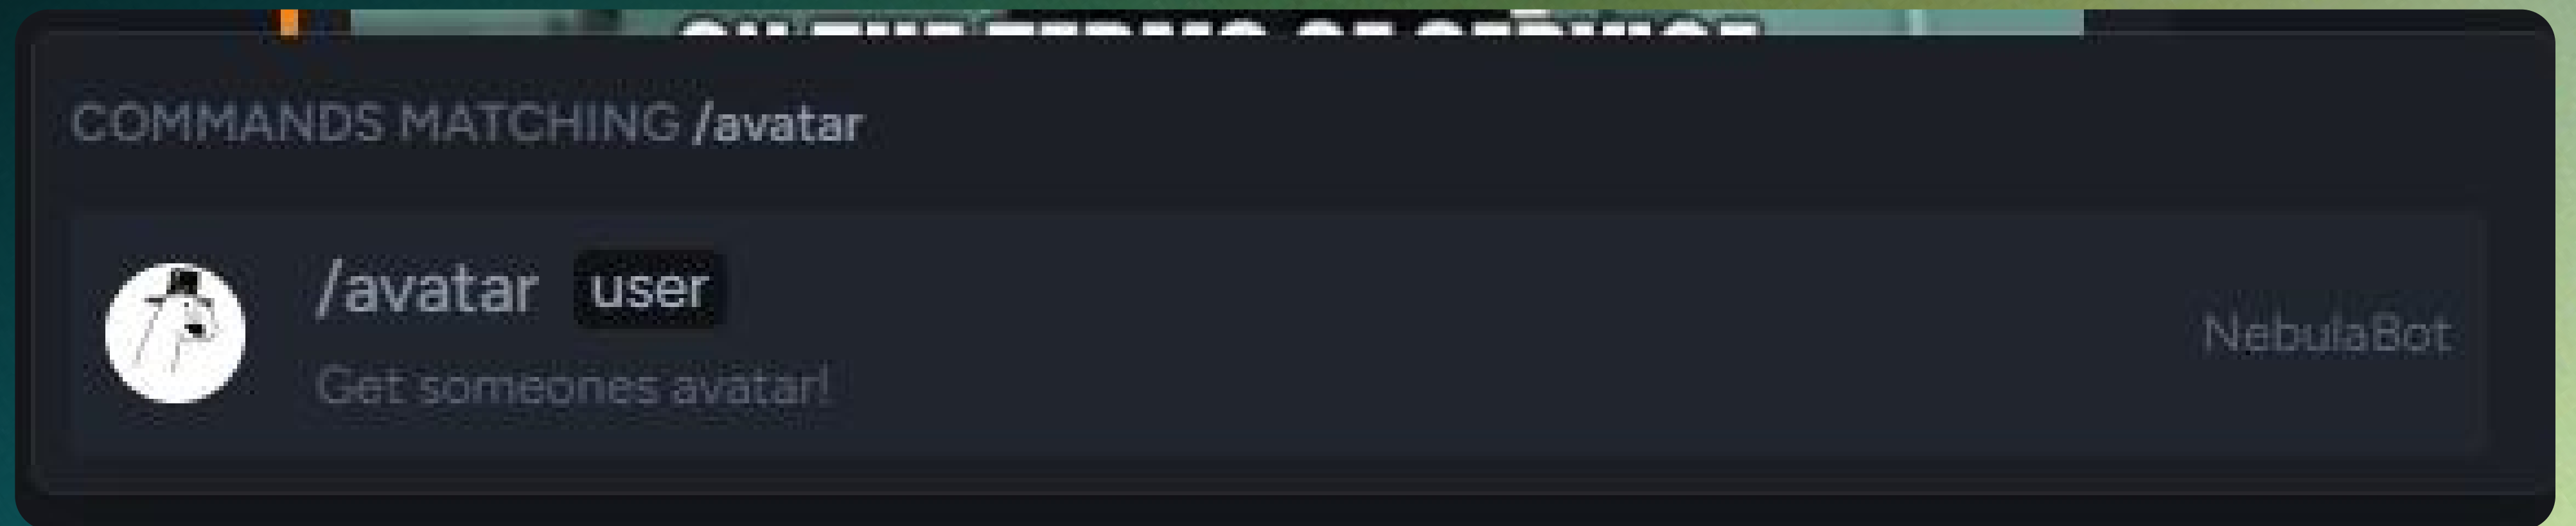 COMMANDS MATCHING /avatar
/avatar user
Get someones avatar!
NebulaBot